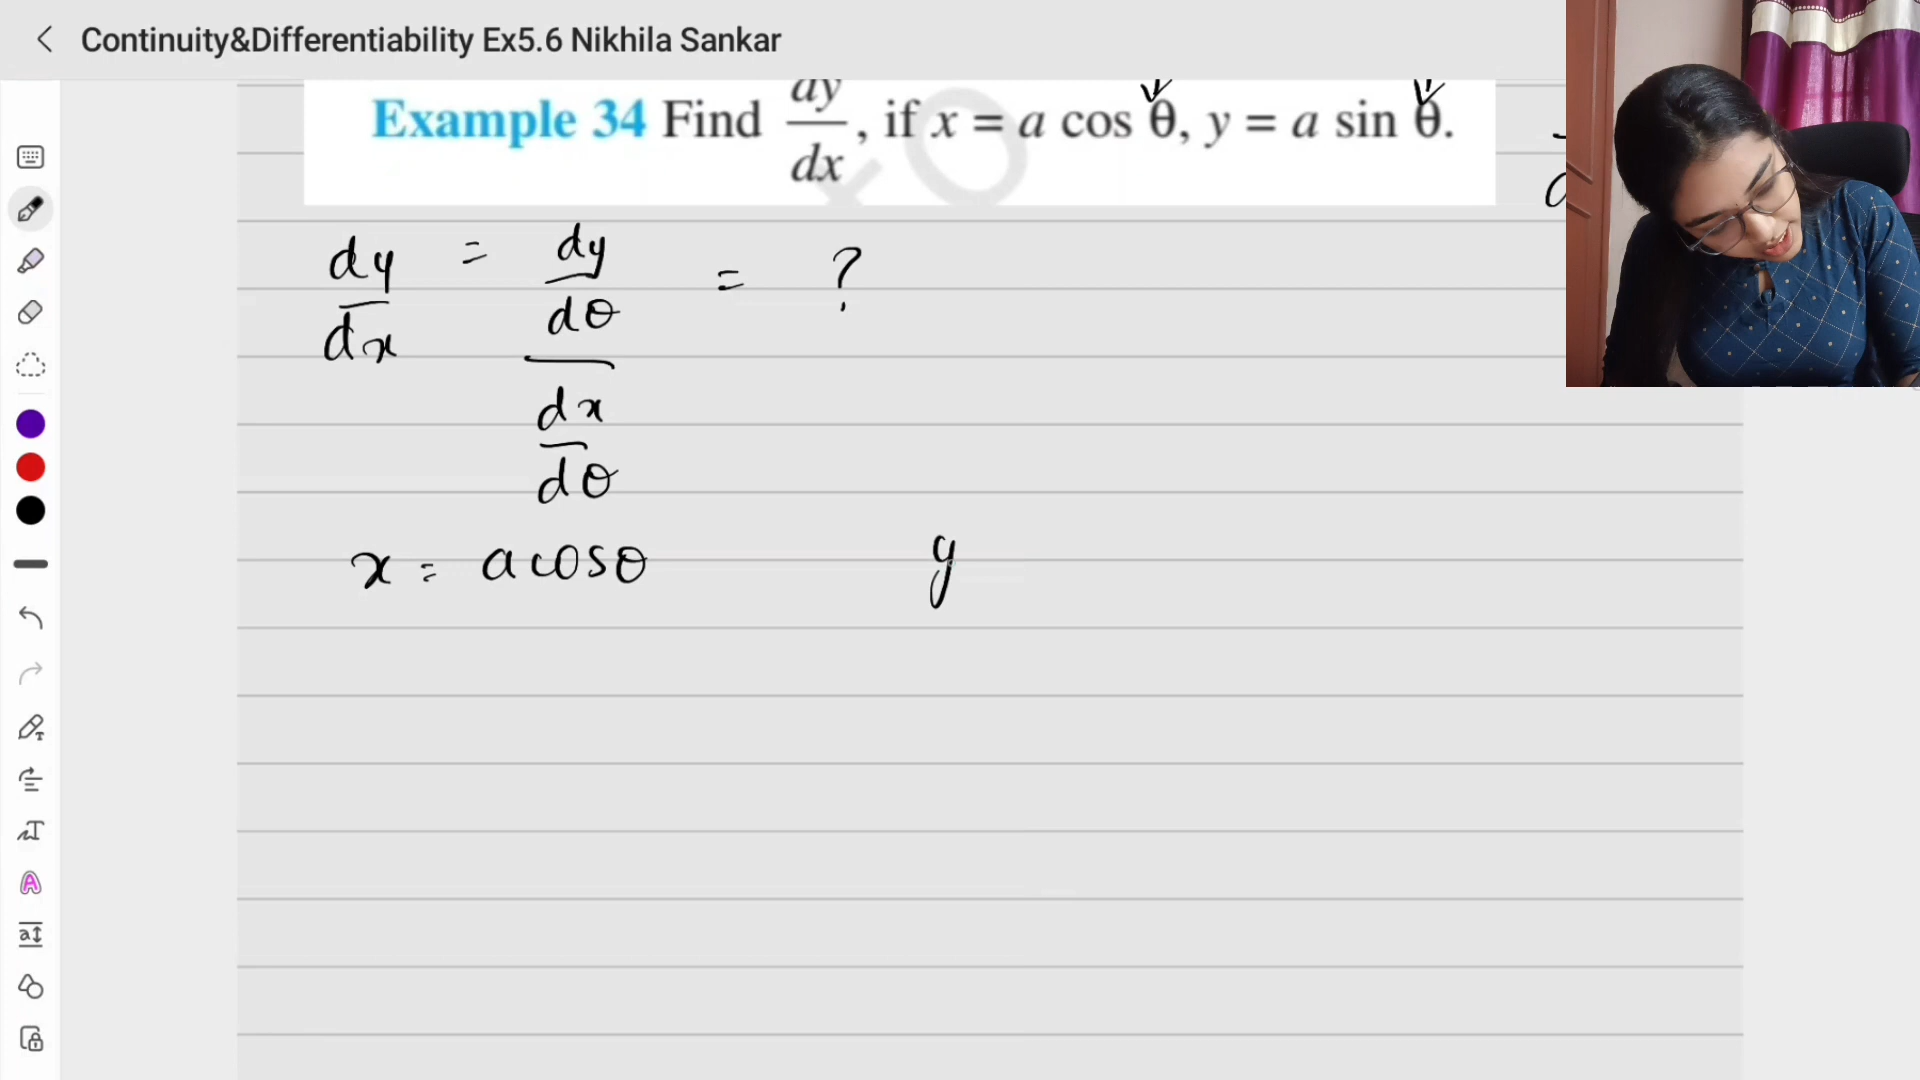 Continuity&Differentiability Ex5.6 Nikhila Sankar
Example 34 Find dy/dx, if x = a cos θ, y = a sin θ.
dy/dx = (dy/dθ)/(dx/dθ) = ?
x = a cosθ y